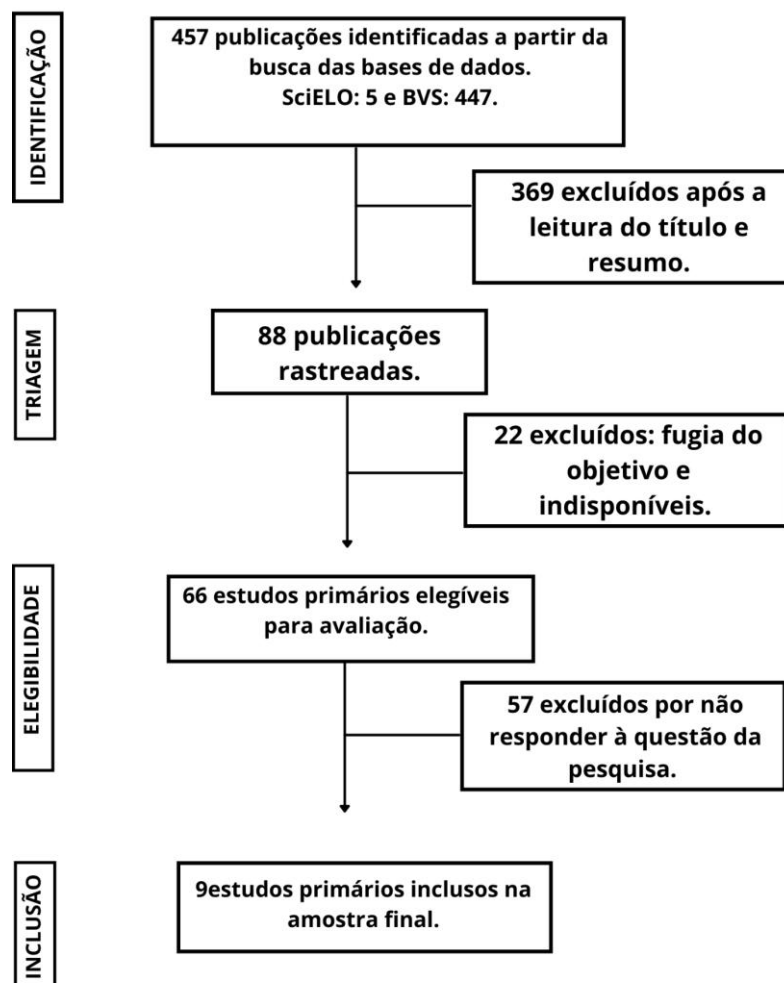 IDENTIFICAÇÃO
457 publicações identificadas a partir da
busca das bases de dados.
SciELO: 5 e BVS: 447.
369 excluídos após a
leitura do título e
resumo.
TRIAGEM
88 publicações
rastreadas.
22 excluídos: fugia do
objetivo e
indisponíveis.
ELEGIBILIDADE
66 estudos primários elegíveis
para avaliação.
57 excluídos por não
responder à questão da
pesquisa.
INCLUSÃO
9estudos primários inclusos na
amostra final.